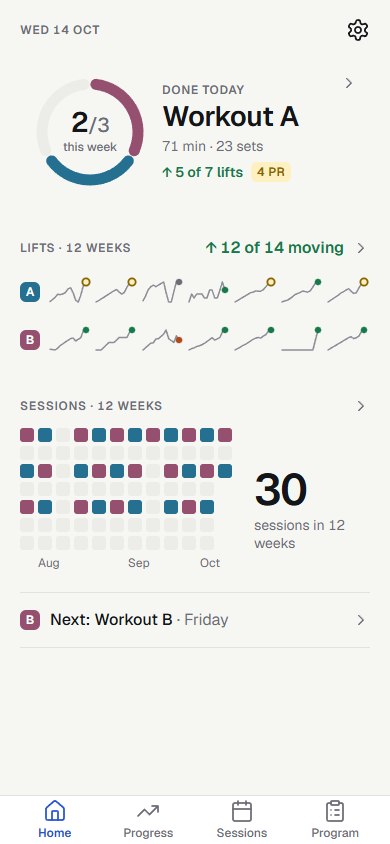 WED 14 OCT
2/3
this week
DONE TODAY
Workout A
71 min · 23 sets
↑ 5 of 7 lifts
4 PR
LIFTS · 12 WEEKS
↑ 12 of 14 moving
A
B
SESSIONS · 12 WEEKS
30
sessions in 12
weeks
Aug Sep Oct
B Next: Workout B · Friday
Home Progress Sessions Program